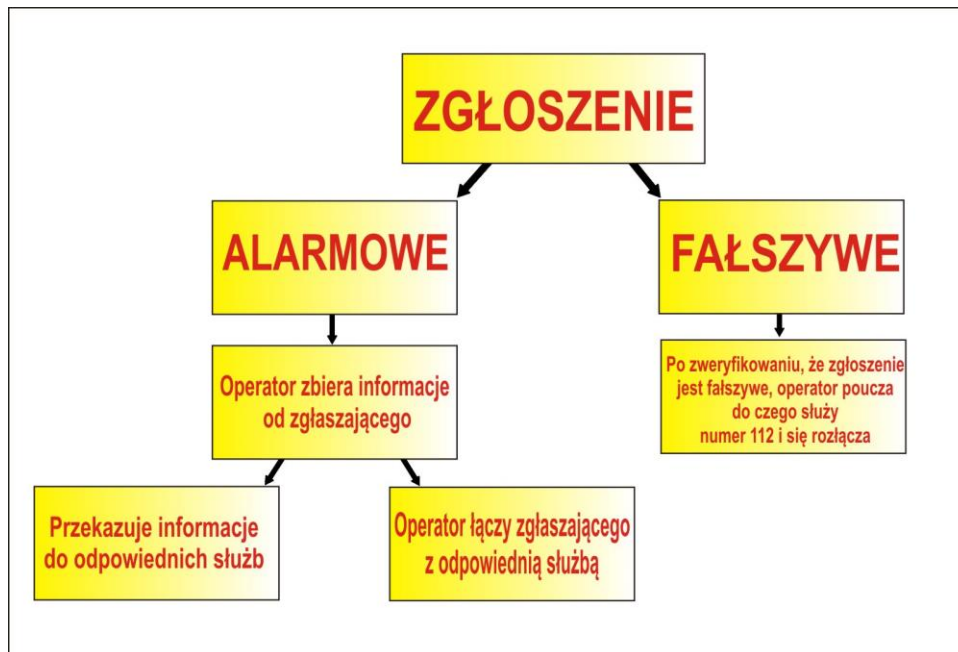 ZGŁOSZENIE
ALARMOWE
FAŁSZYWE
Operator zbiera informacje
od zgłaszającego
Po zweryfikowaniu, że zgłoszenie
jest fałszywe, operator poucza
do czego służy
numer 112 i się rozłącza
Przekazuje informacje
do odpowiednich służb
Operator łączy zgłaszającego
z odpowiednią służbą